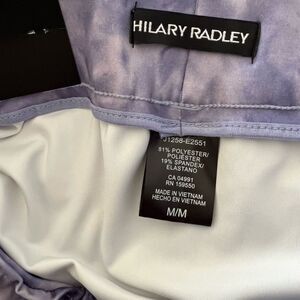 HILARY RADLEY
J1258-E2551
81% POLYESTER/
POLIESTER
19% SPANDEX/
ELASTANO
CA 04991
RN 159550
MADE IN VIETNAM
HECHO EN VIETNAM
M/M